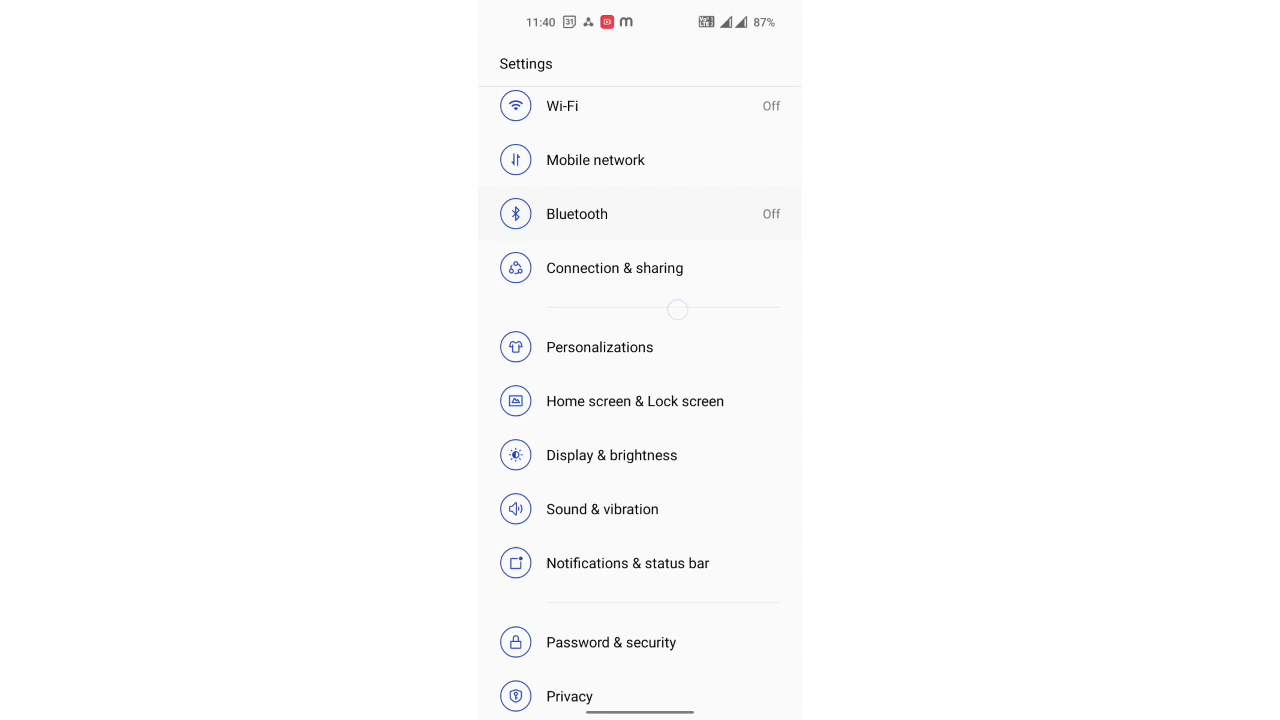 11:40 31 m 87%
Settings
Wi-Fi Off
Mobile network
Bluetooth Off
Connection & sharing
Personalizations
Home screen & Lock screen
Display & brightness
Sound & vibration
Notifications & status bar
Password & security
Privacy